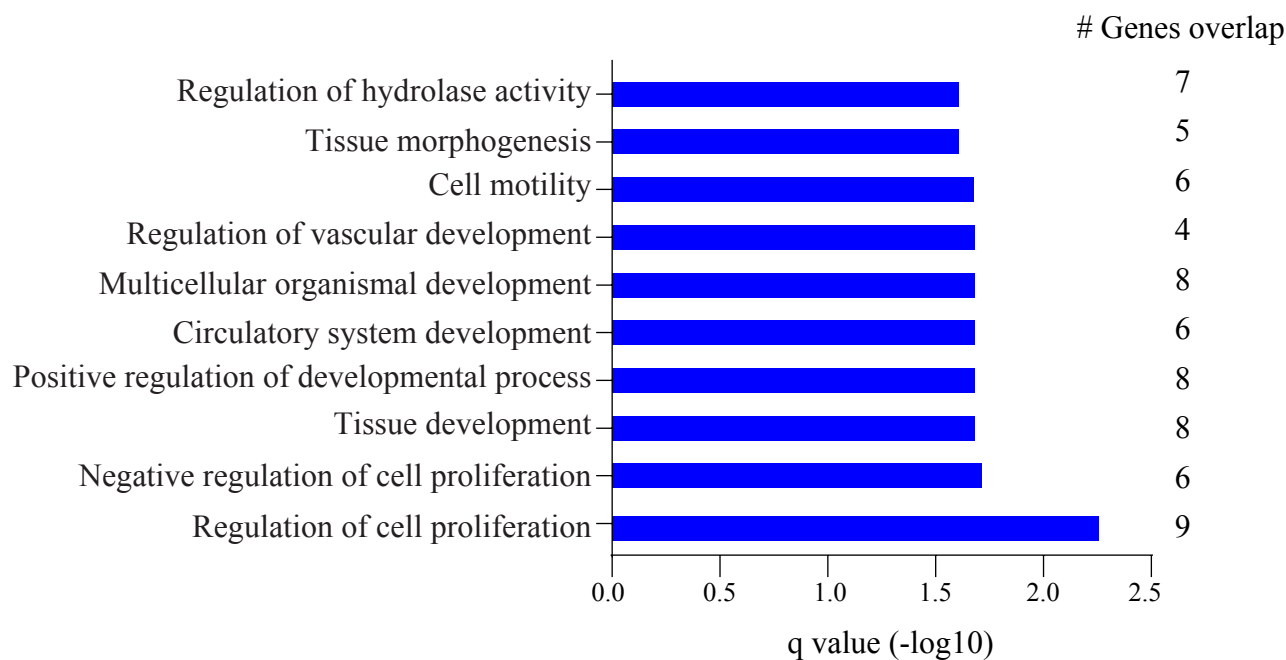 # Genes overlap
Regulation of hydrolase activity 7
Tissue morphogenesis 5
Cell motility 6
Regulation of vascular development 4
Multicellular organismal development 8
Circulatory system development 6
Positive regulation of developmental process 8
Tissue development 8
Negative regulation of cell proliferation 6
Regulation of cell proliferation 9
0.0 0.5 1.0 1.5 2.0 2.5
q value (-log10)